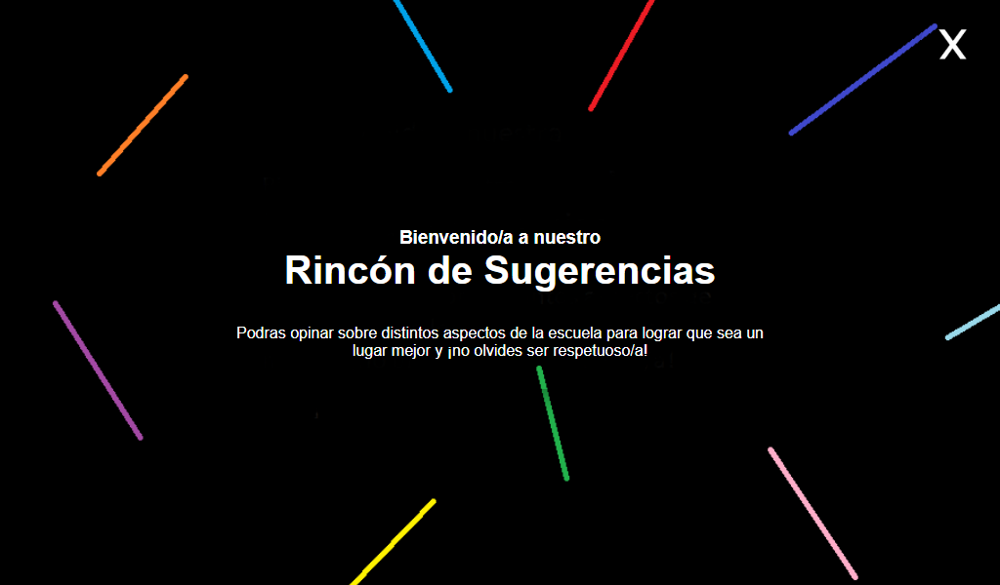 X
Bienvenido/a a nuestro
Rincón de Sugerencias
Podras opinar sobre distintos aspectos de la escuela para lograr que sea un
lugar mejor y ¡no olvides ser respetuoso/a!